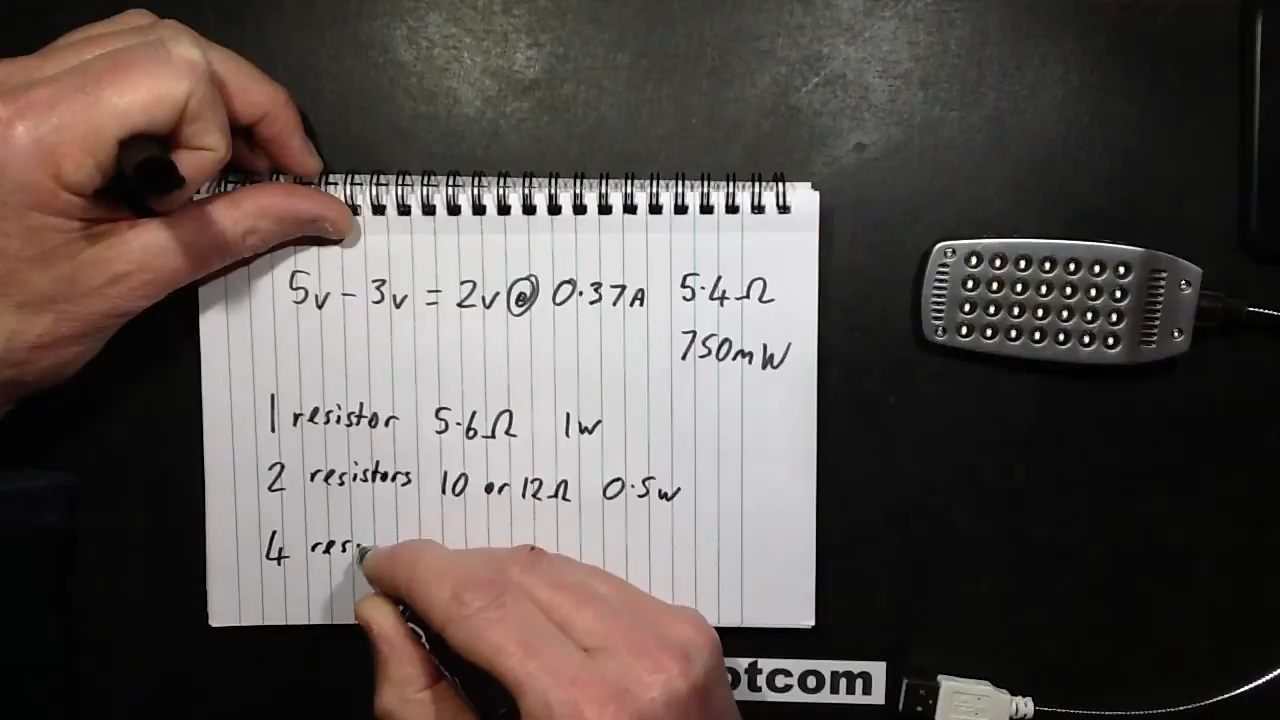 5v - 3v = 2v @ 0.37A 5.4Ω
750mW
1 resistor 5.6Ω 1w
2 resistors 10 or 12Ω 0.5w
4 res
otcom